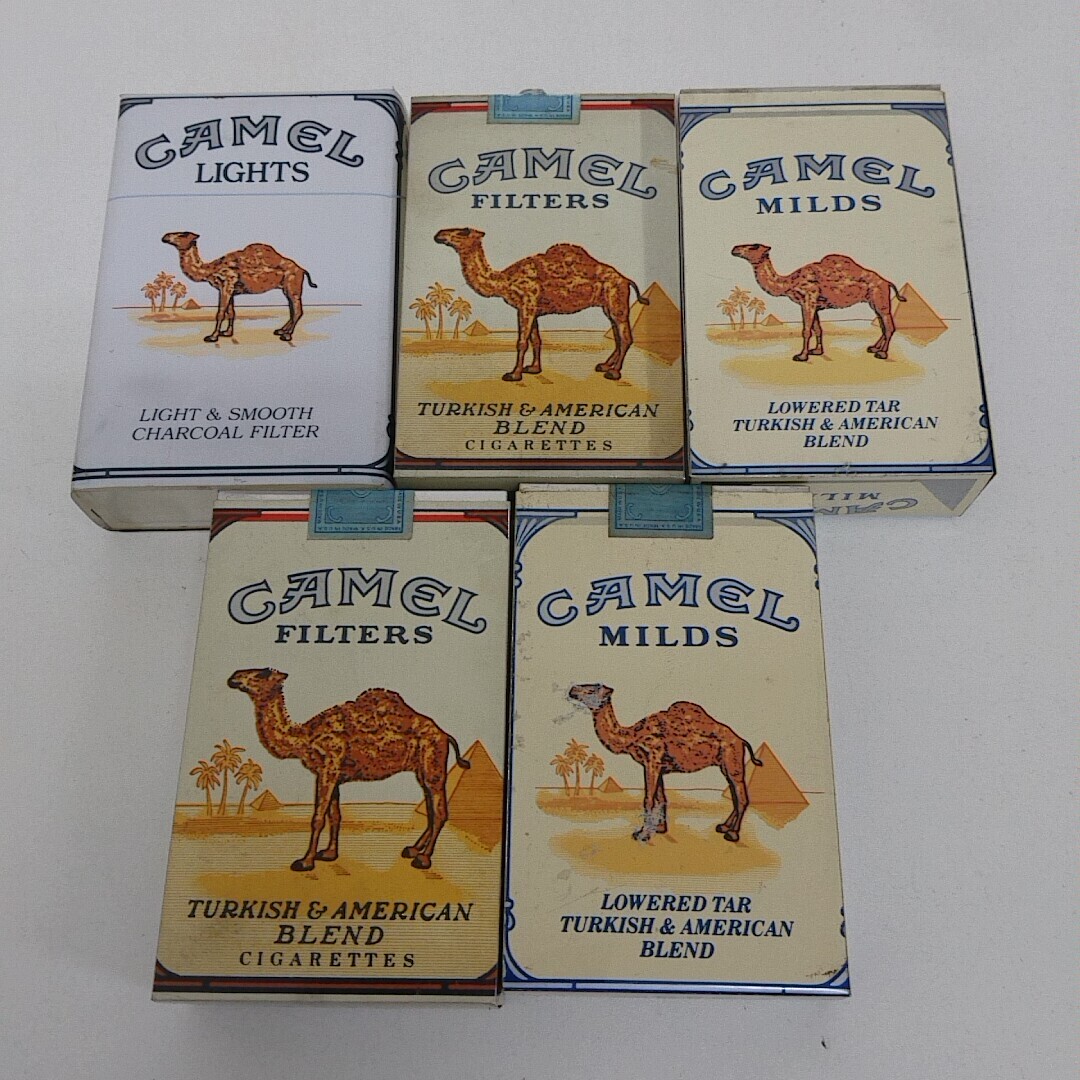 CAMEL
LIGHTS
LIGHT & SMOOTH
CHARCOAL FILTER
CAMEL
FILTERS
TURKISH & AMERICAN
BLEND
CIGARETTES
CAMEL
MILDS
LOWERED TAR
TURKISH & AMERICAN
BLEND
CAMEL
FILTERS
TURKISH & AMERICAN
BLEND
CIGARETTES
CAMEL
MILDS
LOWERED TAR
TURKISH & AMERICAN
BLEND